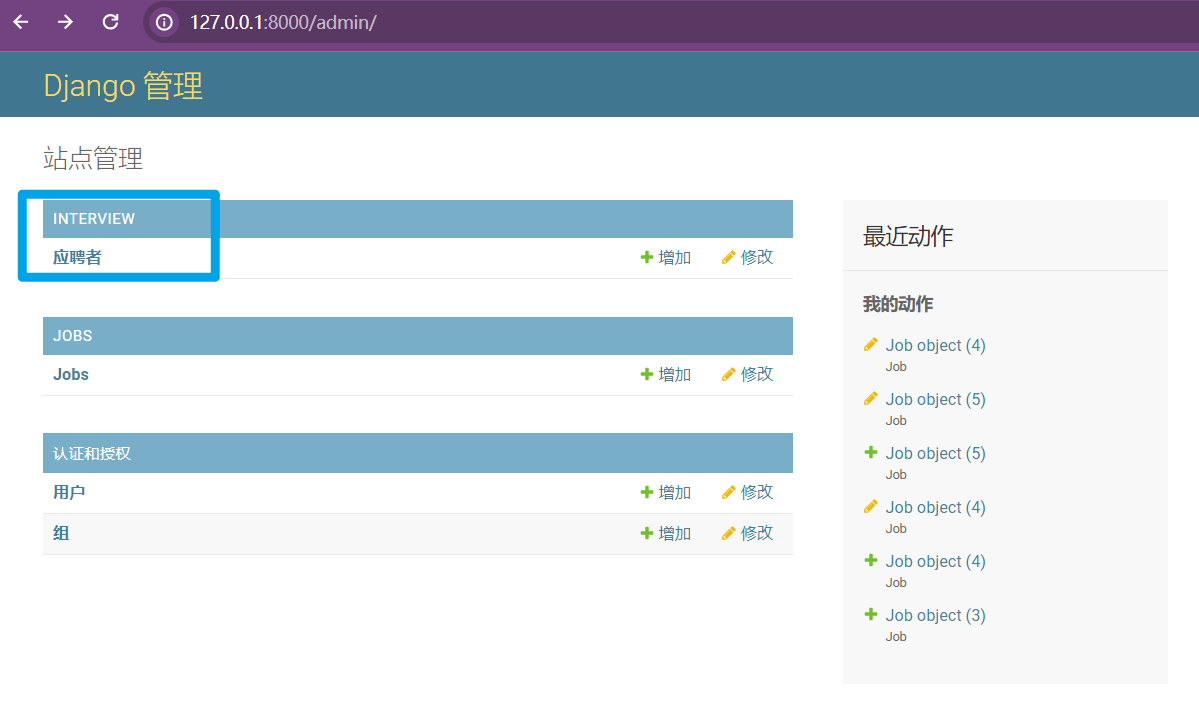 127.0.0.1:8000/admin/
Django 管理
站点管理
INTERVIEW
应聘者 增加 修改
JOBS
Jobs 增加 修改
认证和授权
用户 增加 修改
组 增加 修改
最近动作
我的动作
Job object (4)
Job
Job object (5)
Job
Job object (5)
Job
Job object (4)
Job
Job object (4)
Job
Job object (3)
Job